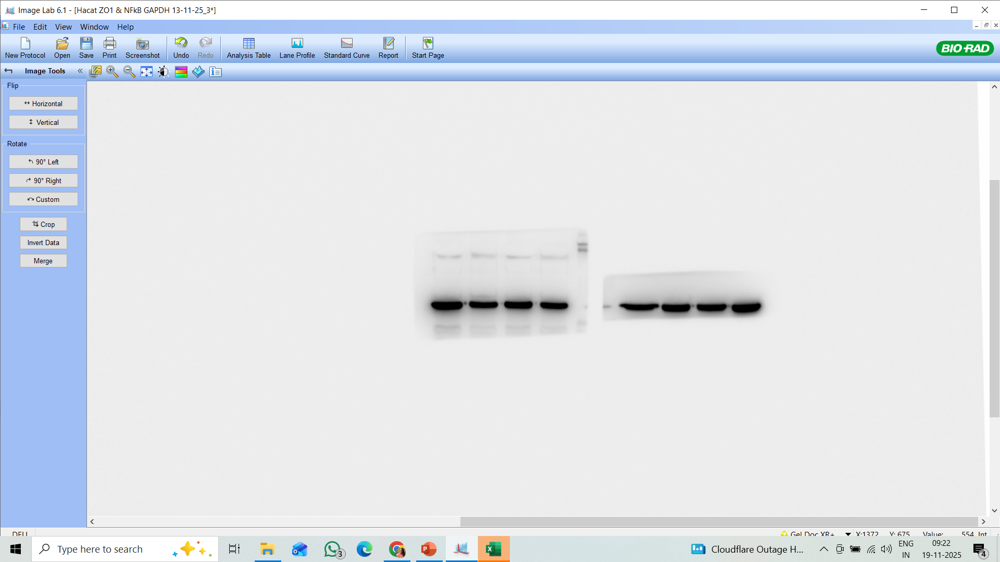 Image Lab 6.1 - [Hacat ZO1 & NFkB GAPDH 13-11-25_3*]
File Edit View Window Help
New Protocol Open Save Print Screenshot Undo Redo Analysis Table Lane Profile Standard Curve Report Start Page
BIO-RAD
Image Tools
Flip
Horizontal
Vertical
Rotate
90° Left
90° Right
Custom
Crop
Invert Data
Merge
DELL Gel Doc XR+ X:1372 Y: 675 Value: 554 Int
Type here to search
3
Cloudflare Outage H...
ENG
IN
09:22
19-11-2025
4